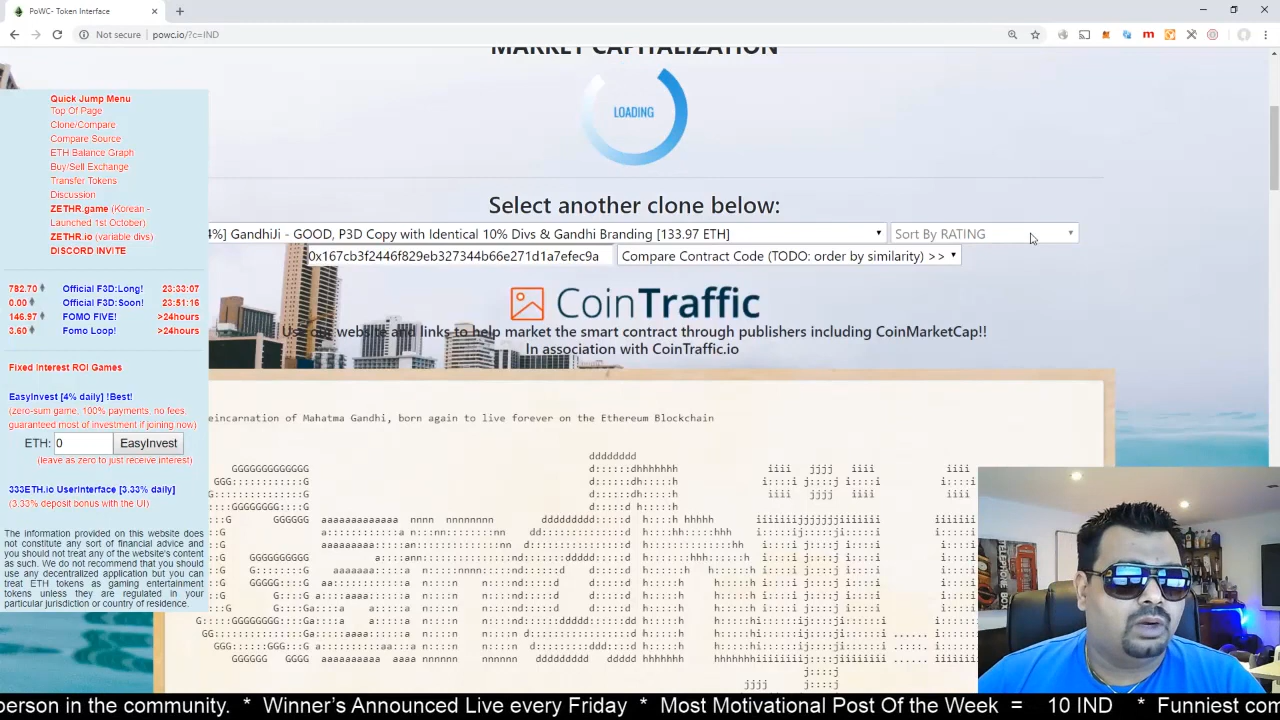 PoWC- Token Interface
Not secure | powc.io/?c=IND
MARKET CAPITALIZATION
LOADING
Quick Jump Menu
Top Of Page
Clone/Compare
Compare Source
ETH Balance Graph
Buy/Sell Exchange
Transfer Tokens
Discussion
ZETHR.game (Korean -
Launched 1st October)
ZETHR.io (variable divs)
DISCORD INVITE
782.70 Official F3D:Long! 23:33:07
0.00 Official F3D:Soon! 23:51:16
146.97 FOMO FIVE! >24hours
3.60 Fomo Loop! >24hours
Fixed Interest ROI Games
EasyInvest [4% daily] !Best!
(zero-sum game, 100% payments, no fees,
guaranteed most of investment if joining now)
ETH: 0 EasyInvest
(leave as zero to just receive interest)
333ETH.io UserInterface [3.33% daily]
(3.33% deposit bonus with the UI)
The information provided on this website does
not constitute any sort of financial advice and
you should not treat any of the website's content
as such. We do not recommend that you should
use any decentralized application but you can
treat ETH tokens as gaming entertainment
tokens unless they are regulated in your
particular jurisdiction or country of residence.
Select another clone below:
4%] GandhiJi - GOOD, P3D Copy with Identical 10% Divs & Gandhi Branding [133.97 ETH]
Sort By RATING
0x167cb3f2446f829eb327344b66e271d1a7efec9a
Compare Contract Code (TODO: order by similarity) >>
CoinTraffic
Use our website and links to help market the smart contract through publishers including CoinMarketCap!!
In association with CoinTraffic.io
eincarnation of Mahatma Gandhi, born again to live forever on the Ethereum Blockchain
person in the community. * Winner's Announced Live every Friday * Most Motivational Post Of the Week = 10 IND * Funniest com